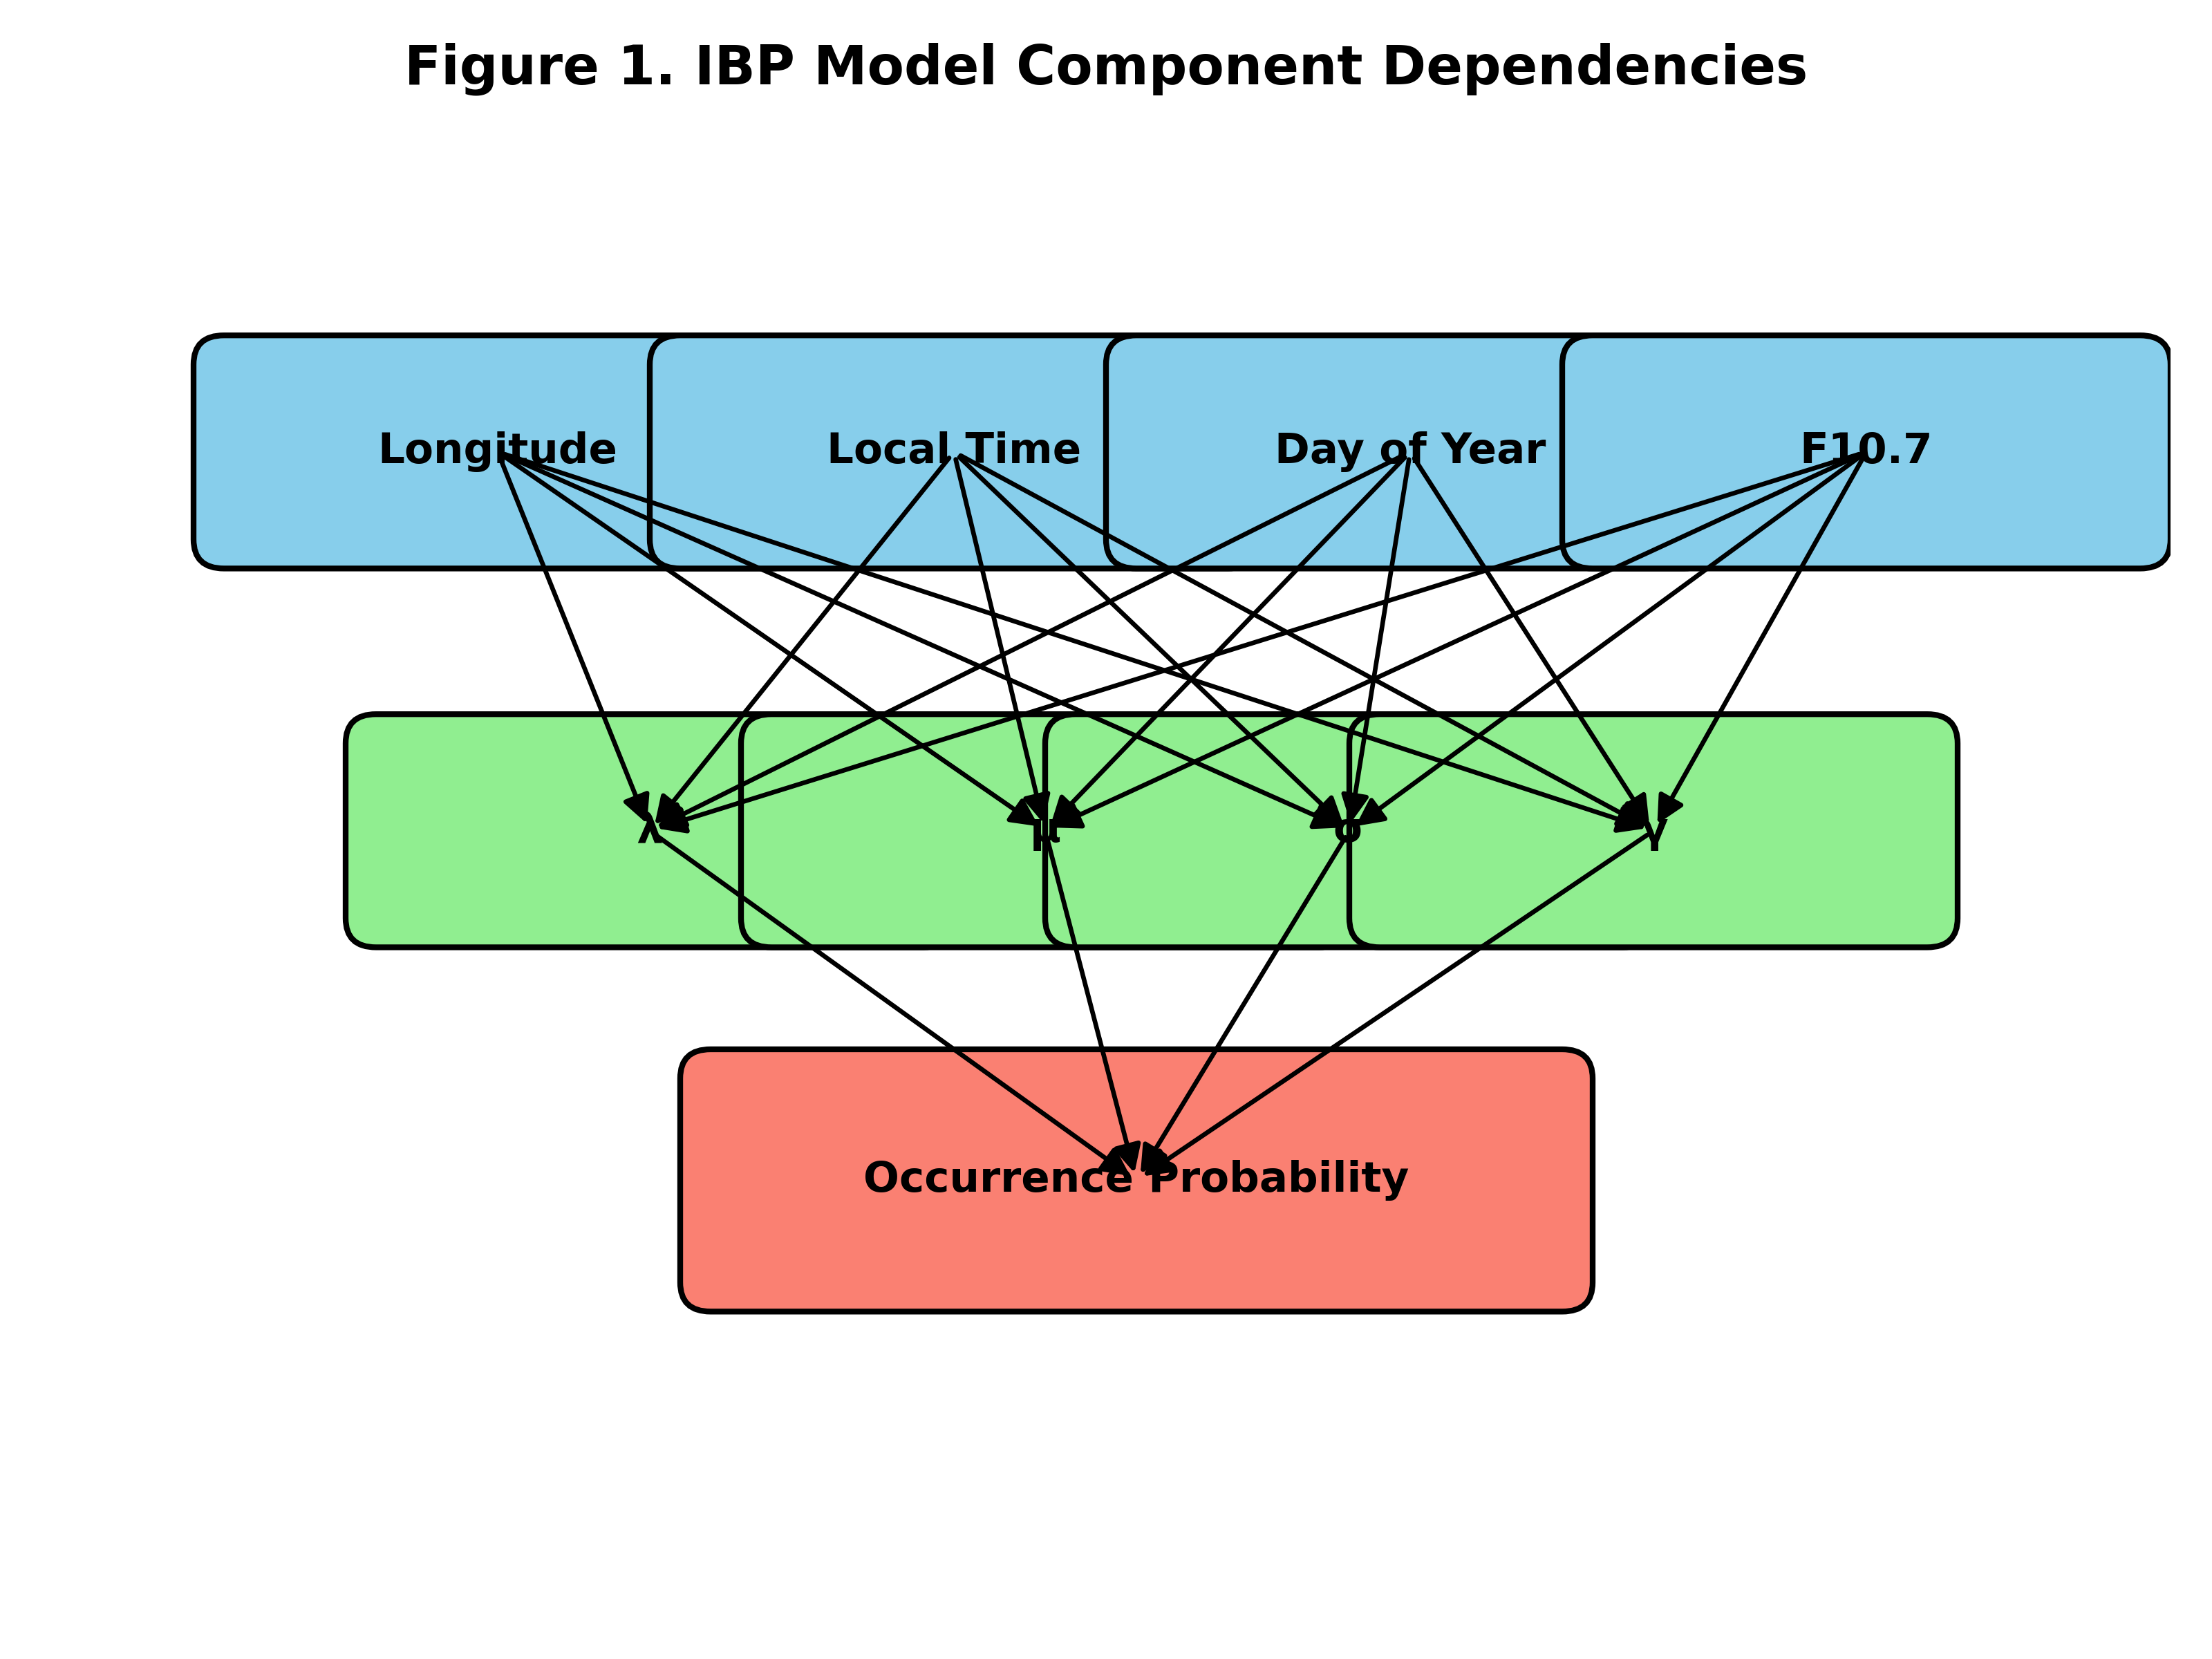 Figure 1. IBP Model Component Dependencies
Longitude
Local Time
Day of Year
F10.7
λ
μ
σ
γ
Occurrence Probability